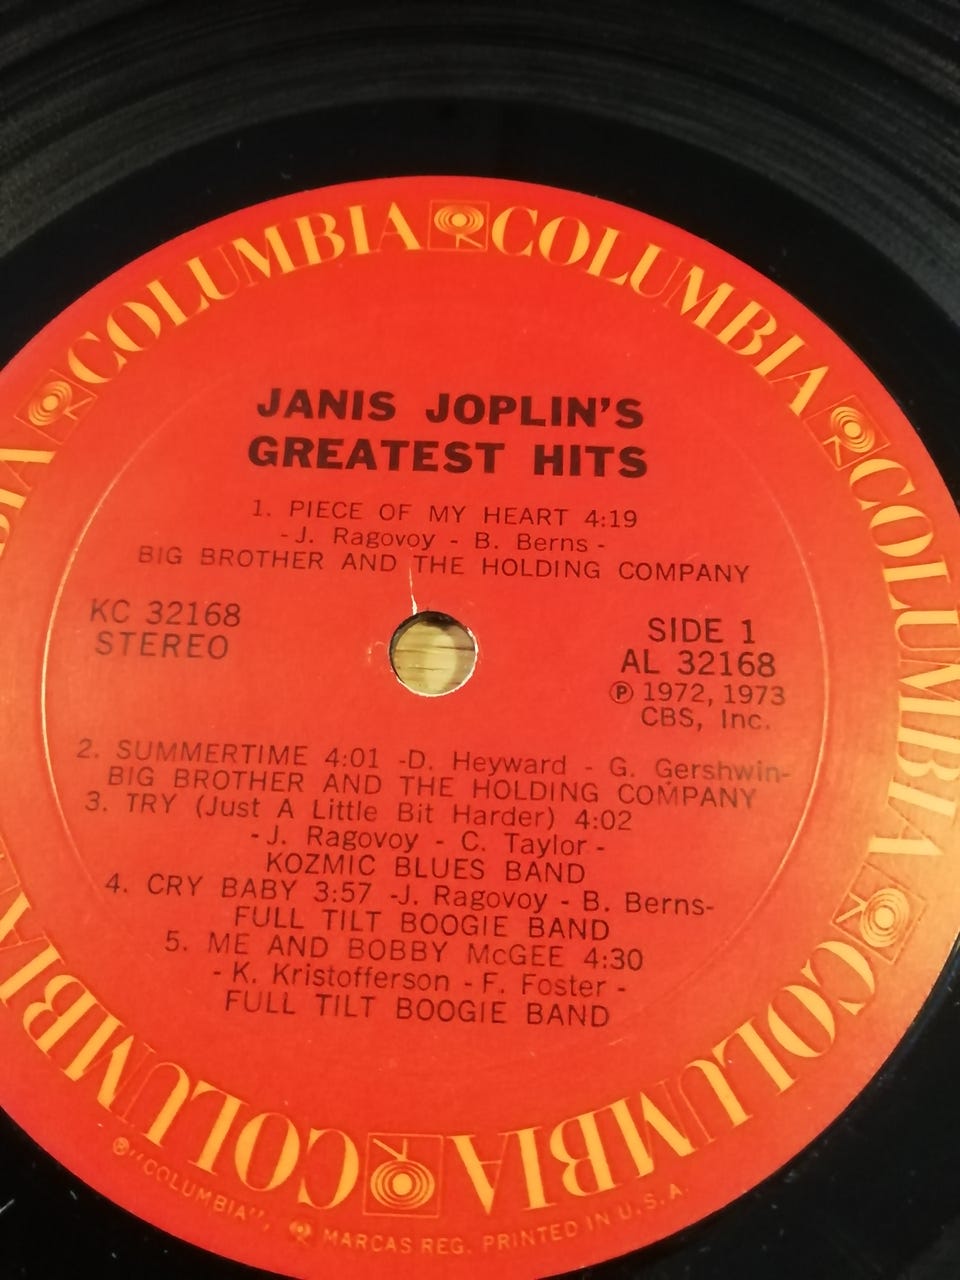 COLUMBIA COLUMBIA COLUMBIA COLUMBIA COLUMBIA COLUMBIA
JANIS JOPLIN'S
GREATEST HITS
1. PIECE OF MY HEART 4:19
-J. Ragovoy - B. Berns -
BIG BROTHER AND THE HOLDING COMPANY
KC 32168
STEREO
SIDE 1
AL 32168
Ⓟ 1972, 1973
CBS, Inc.
2. SUMMERTIME 4:01 -D. Heyward - G. Gershwin-
BIG BROTHER AND THE HOLDING COMPANY
3. TRY (Just A Little Bit Harder) 4:02
-J. Ragovoy - C. Taylor -
KOZMIC BLUES BAND
4. CRY BABY 3:57 -J. Ragovoy - B. Berns-
FULL TILT BOOGIE BAND
5. ME AND BOBBY McGEE 4:30
- K. Kristofferson - F. Foster -
FULL TILT BOOGIE BAND
®"COLUMBIA", MARCAS REG. PRINTED IN U.S.A.